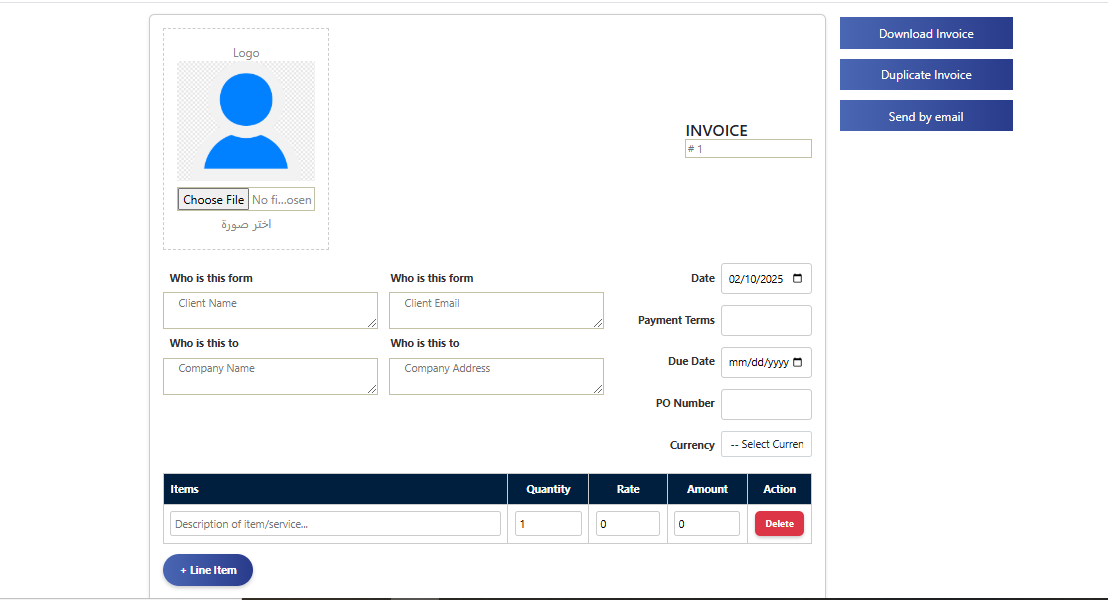 Logo
Choose File No fi...osen
اختر صورة
INVOICE
# 1
Download Invoice
Duplicate Invoice
Send by email
Who is this form
Client Name
Who is this form
Client Email
Who is this to
Company Name
Who is this to
Company Address
Date 02/10/2025
Payment Terms
Due Date mm/dd/yyyy
PO Number
Currency -- Select Curren
Items Quantity Rate Amount Action
Description of item/service... 1 0 0 Delete
+ Line Item